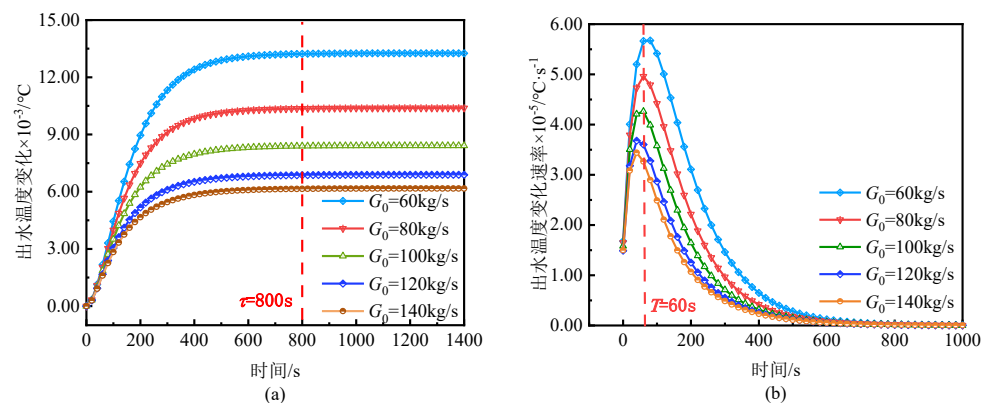 15.00
12.00
9.00
6.00
3.00
0.00
出水温度变化×10⁻³/℃
τ=800s
G₀=60kg/s
G₀=80kg/s
G₀=100kg/s
G₀=120kg/s
G₀=140kg/s
0 200 400 600 800 1000 1200 1400
时间/s
(a)
6.00
5.00
4.00
3.00
2.00
1.00
0.00
出水温度变化速率×10⁻⁵/℃·s⁻¹
T=60s
G₀=60kg/s
G₀=80kg/s
G₀=100kg/s
G₀=120kg/s
G₀=140kg/s
0 200 400 600 800 1000
时间/s
(b)